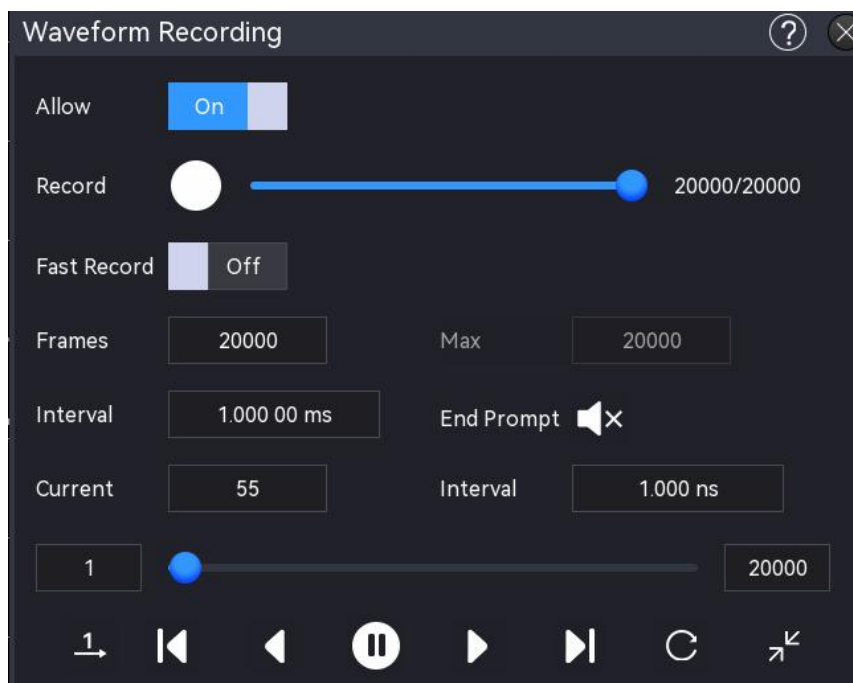 Waveform Recording ?
Allow On
Record 20000/20000
Fast Record Off
Frames 20000 Max 20000
Interval 1.000 00 ms End Prompt
Current 55 Interval 1.000 ns
1 20000
1